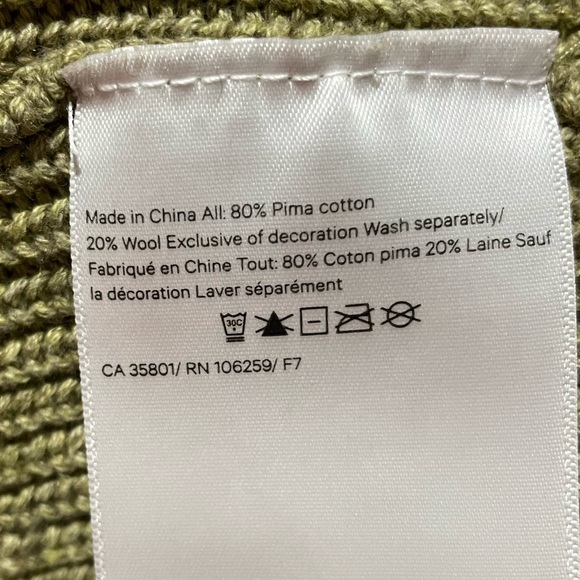 Made in China All: 80% Pima cotton
20% Wool Exclusive of decoration Wash separately/
Fabriqué en Chine Tout: 80% Coton pima 20% Laine Sauf
la décoration Laver séparément
30C
CA 35801/ RN 106259/ F7